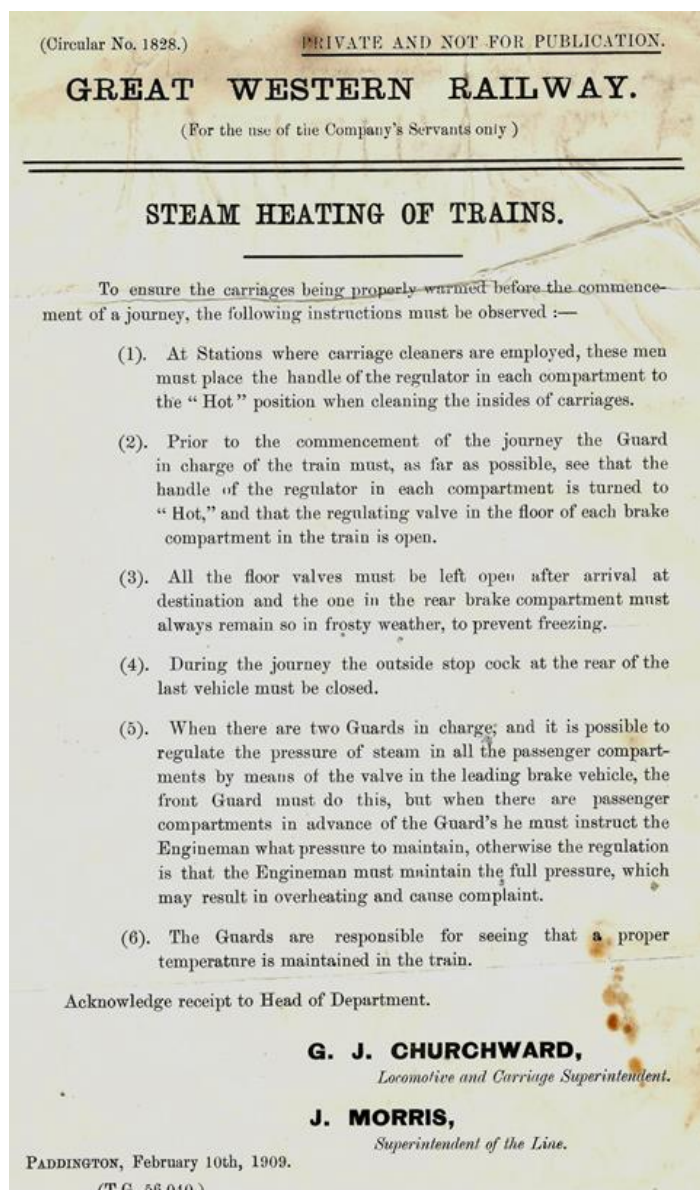 (Circular No. 1828.) PRIVATE AND NOT FOR PUBLICATION.
GREAT WESTERN RAILWAY.
(For the use of the Company's Servants only )
STEAM HEATING OF TRAINS.
To ensure the carriages being properly warmed before the commence-
ment of a journey, the following instructions must be observed :—
(1). At Stations where carriage cleaners are employed, these men
must place the handle of the regulator in each compartment to
the “ Hot ” position when cleaning the insides of carriages.
(2). Prior to the commencement of the journey the Guard
in charge of the train must, as far as possible, see that the
handle of the regulator in each compartment is turned to
“ Hot,” and that the regulating valve in the floor of each brake
compartment in the train is open.
(3). All the floor valves must be left open after arrival at
destination and the one in the rear brake compartment must
always remain so in frosty weather, to prevent freezing.
(4). During the journey the outside stop cock at the rear of the
last vehicle must be closed.
(5). When there are two Guards in charge; and it is possible to
regulate the pressure of steam in all the passenger compart-
ments by means of the valve in the leading brake vehicle, the
front Guard must do this, but when there are passenger
compartments in advance of the Guard's he must instruct the
Engineman what pressure to maintain, otherwise the regulation
is that the Engineman must maintain the full pressure, which
may result in overheating and cause complaint.
(6). The Guards are responsible for seeing that a proper
temperature is maintained in the train.
Acknowledge receipt to Head of Department.
G. J. CHURCHWARD,
Locomotive and Carriage Superintendent.
J. MORRIS,
Superintendent of the Line.
PADDINGTON, February 10th, 1909.